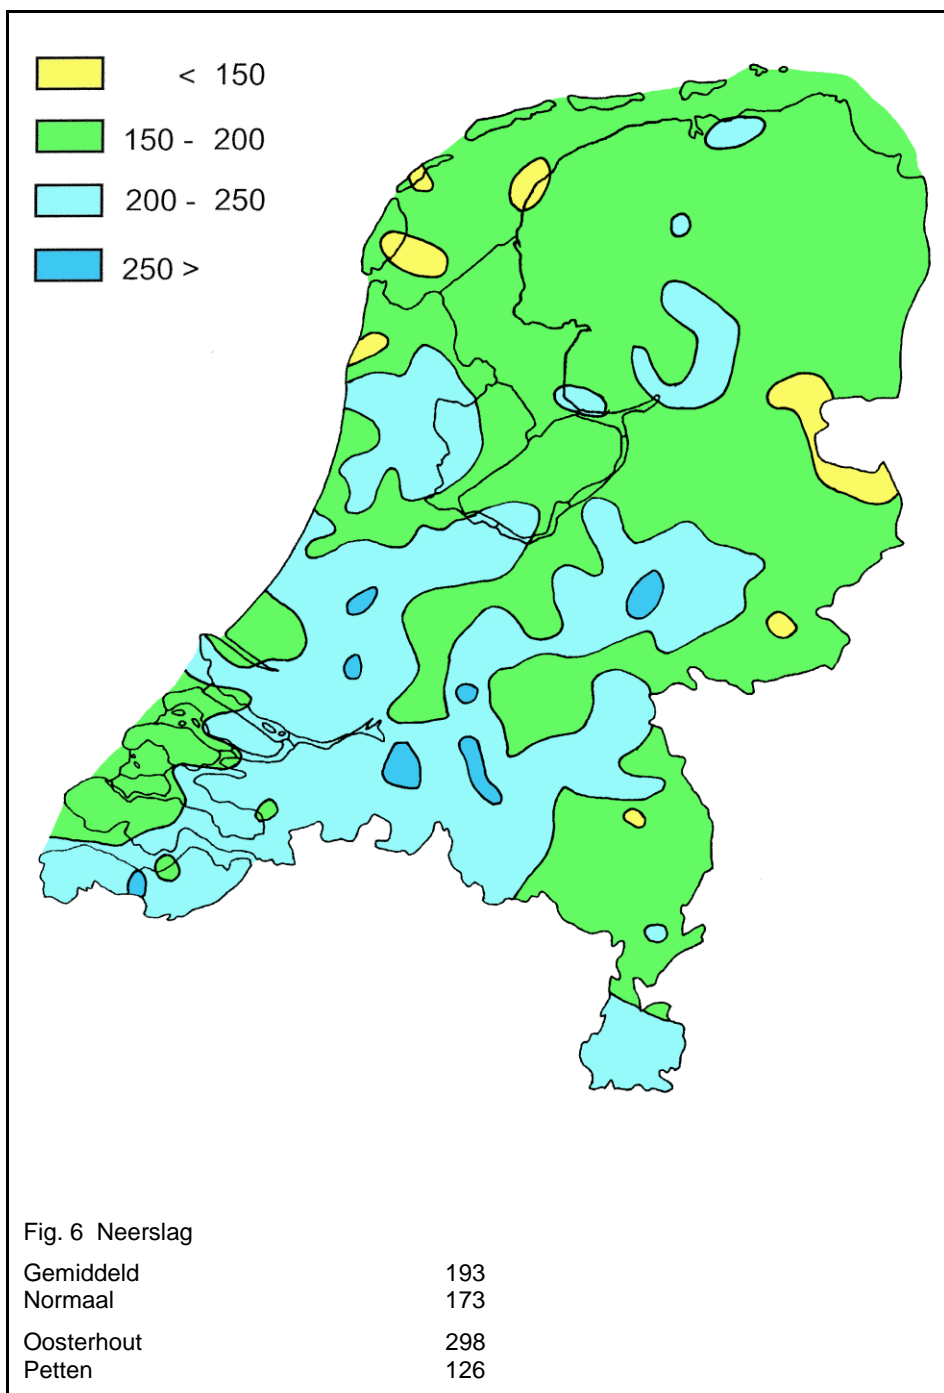 < 150
150 - 200
200 - 250
250 >
Fig. 6 Neerslag
Gemiddeld 193
Normaal 173
Oosterhout 298
Petten 126